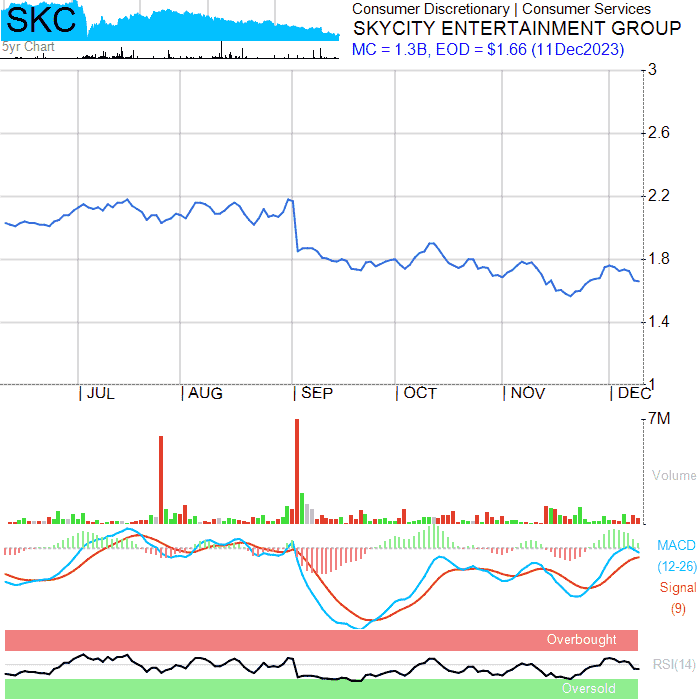 SKC
5yr Chart
Consumer Discretionary | Consumer Services
SKYCITY ENTERTAINMENT GROUP
MC = 1.3B, EOD = $1.66 (11Dec2023)
3
2.6
2.2
1.8
1.4
1
| JUL | AUG | SEP | OCT | NOV | DEC
7M
Volume
MACD
(12-26)
Signal
(9)
Overbought
RSI(14)
Oversold